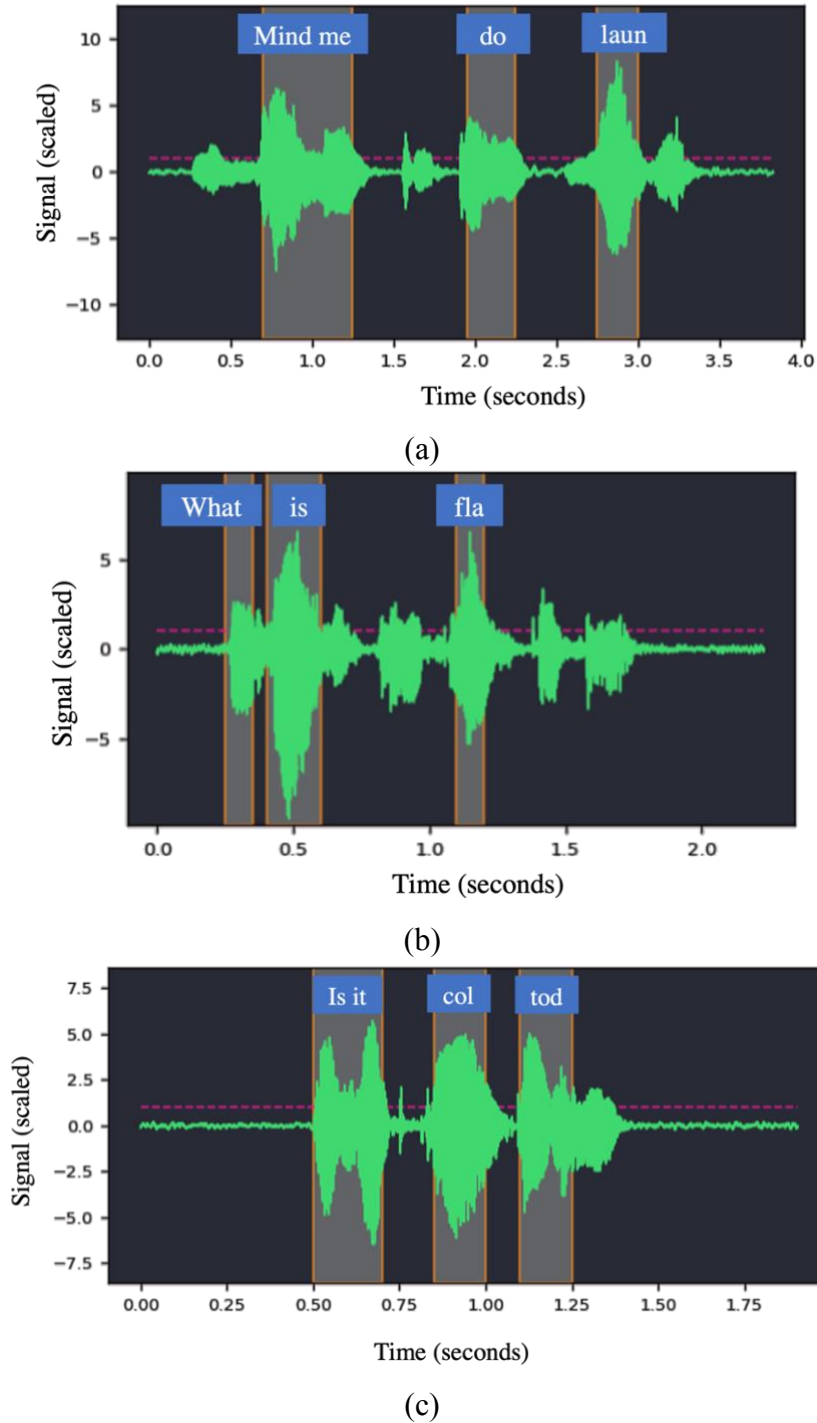 Mind me do laun
10
5
0
−5
−10
Signal (scaled)
0.0 0.5 1.0 1.5 2.0 2.5 3.0 3.5 4.0
Time (seconds)
(a)
What is fla
5
0
−5
Signal (scaled)
0.0 0.5 1.0 1.5 2.0
Time (seconds)
(b)
Is it col tod
7.5
5.0
2.5
0.0
−2.5
−5.0
−7.5
Signal (scaled)
0.00 0.25 0.50 0.75 1.00 1.25 1.50 1.75
Time (seconds)
(c)